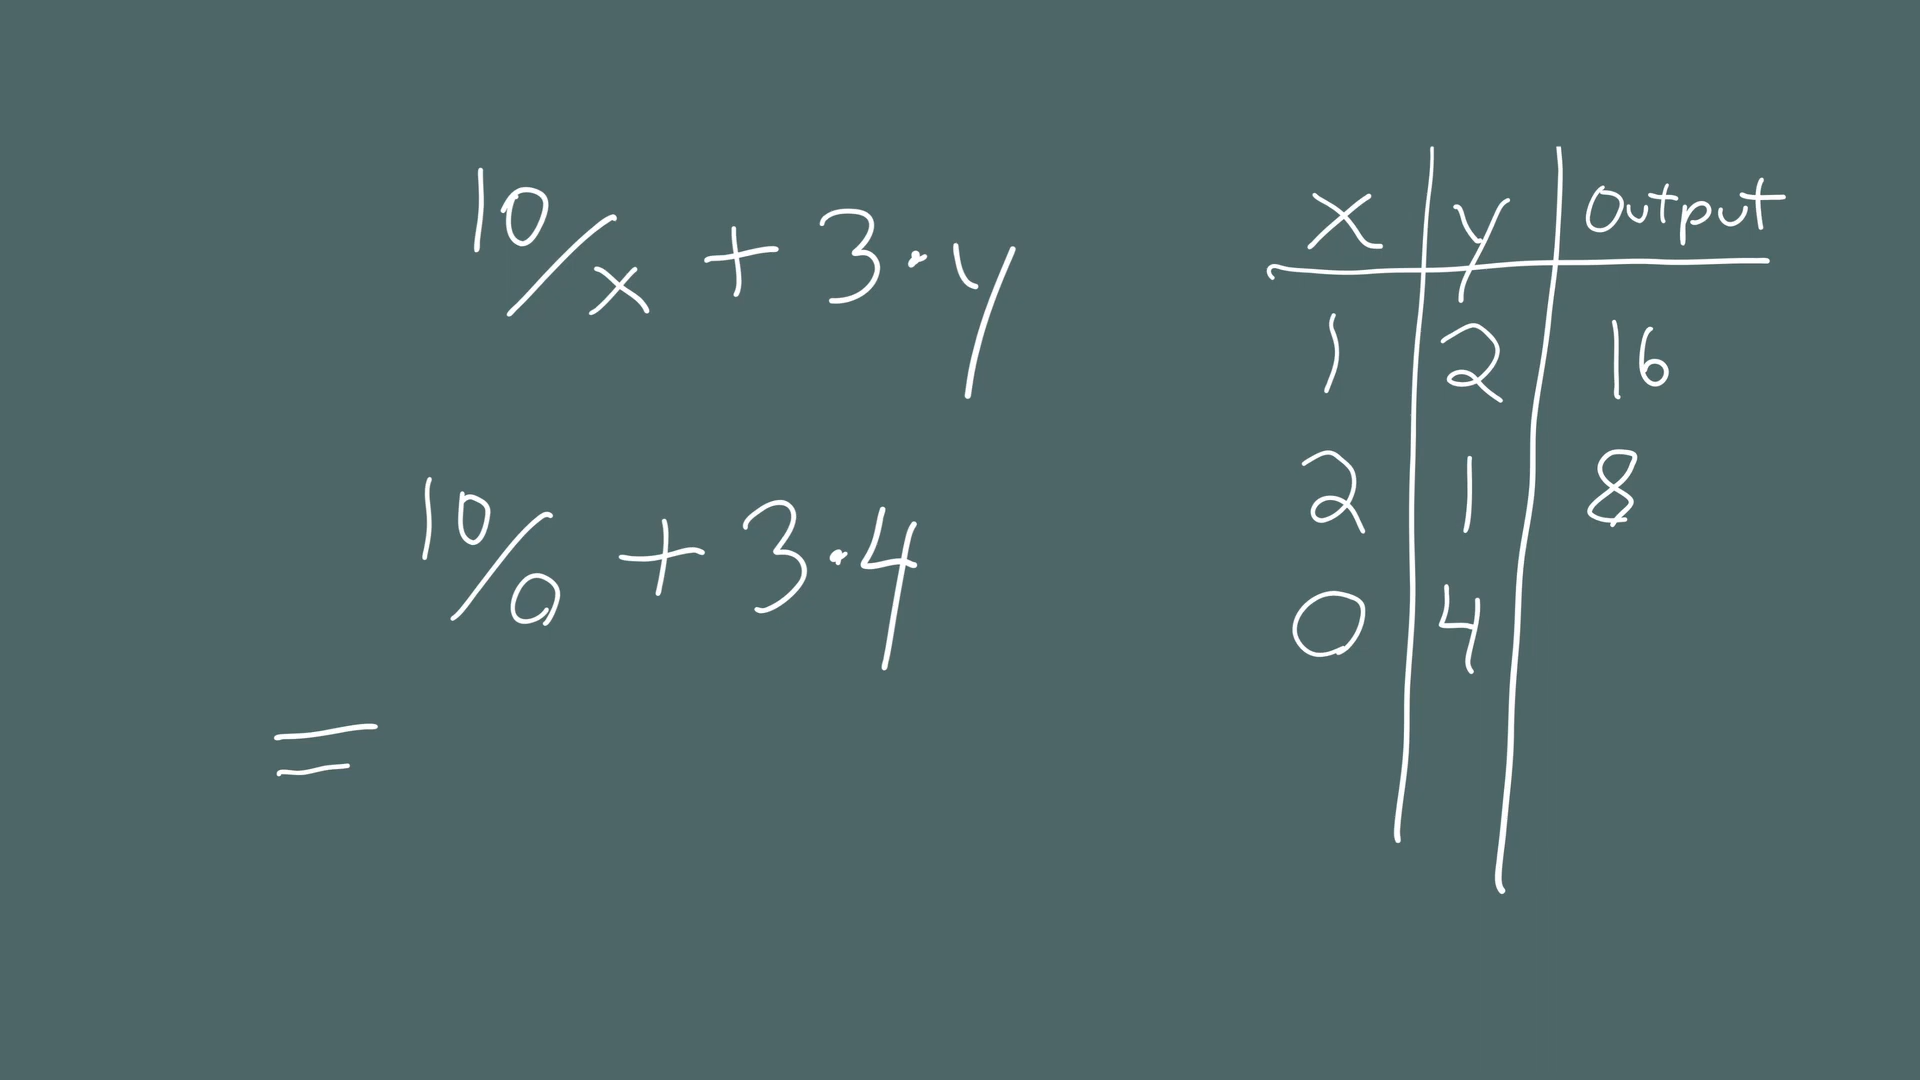 10/x + 3·y
10/0 + 3·4
=
x y Output
1 2 16
2 1 8
0 4